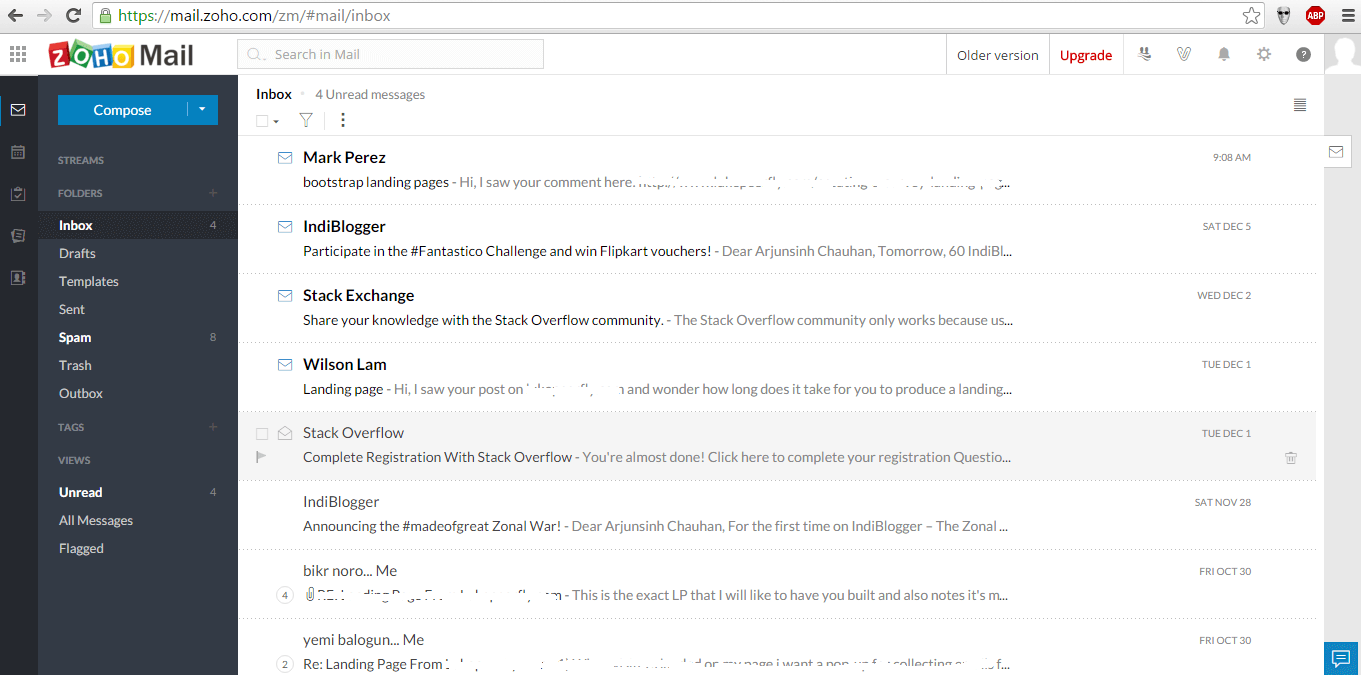 https://mail.zoho.com/zm/#mail/inbox
ABP
ZOHO Mail
Search in Mail
Older version
Upgrade
?
Compose
Inbox
4 Unread messages
STREAMS
FOLDERS +
Inbox 4
Drafts
Templates
Sent
Spam 8
Trash
Outbox
TAGS +
VIEWS
Unread 4
All Messages
Flagged
Mark Perez 9:08 AM
bootstrap landing pages - Hi, I saw your comment here.
IndiBlogger SAT DEC 5
Participate in the #Fantastico Challenge and win Flipkart vouchers! - Dear Arjunsinh Chauhan, Tomorrow, 60 IndiBl...
Stack Exchange WED DEC 2
Share your knowledge with the Stack Overflow community. - The Stack Overflow community only works because us...
Wilson Lam TUE DEC 1
Landing page - Hi, I saw your post on and wonder how long does it take for you to produce a landing...
Stack Overflow TUE DEC 1
Complete Registration With Stack Overflow - You're almost done! Click here to complete your registration Questio...
IndiBlogger SAT NOV 28
Announcing the #madeofgreat Zonal War! - Dear Arjunsinh Chauhan, For the first time on IndiBlogger – The Zonal ...
bikr noro... Me FRI OCT 30
4 - This is the exact LP that I will like to have you built and also notes it's m...
yemi balogun... Me FRI OCT 30
2 Re: Landing Page From